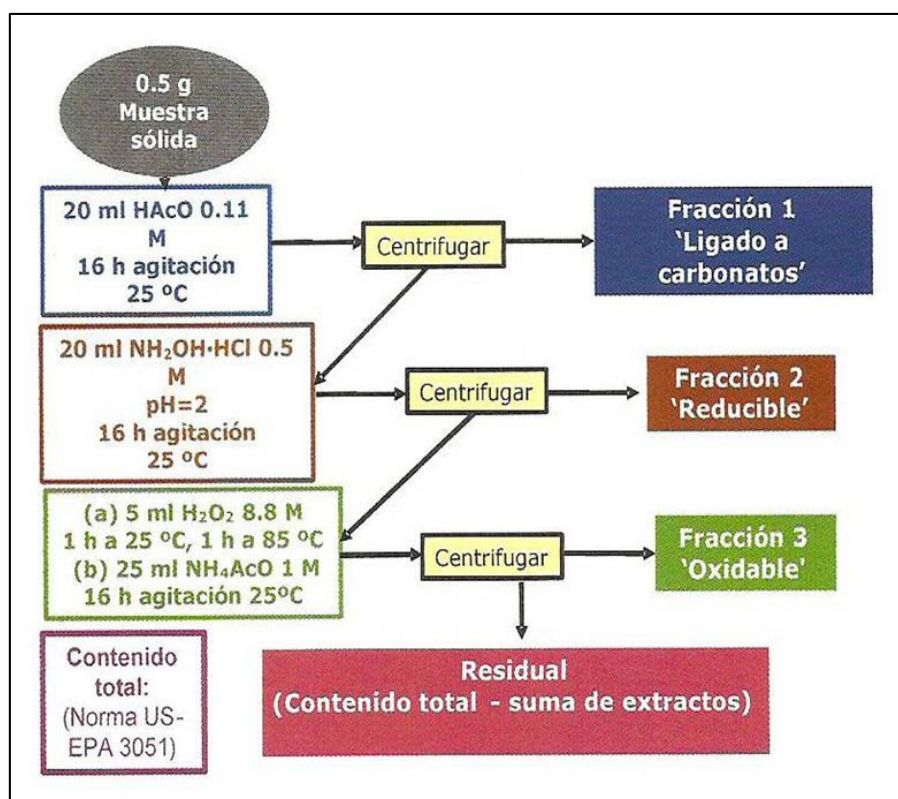 0.5 g
Muestra
sólida
20 ml HAcO 0.11
M
16 h agitación
25 ºC
Centrifugar
Fracción 1
‘Ligado a
carbonatos’
20 ml NH₂OH·HCl 0.5
M
pH=2
16 h agitación
25 ºC
Centrifugar
Fracción 2
‘Reducible’
(a) 5 ml H₂O₂ 8.8 M
1 h a 25 ºC, 1 h a 85 ºC
(b) 25 ml NH₄AcO 1 M
16 h agitación 25ºC
Centrifugar
Fracción 3
‘Oxidable'
Contenido
total:
(Norma US-
EPA 3051)
Residual
(Contenido total - suma de extractos)